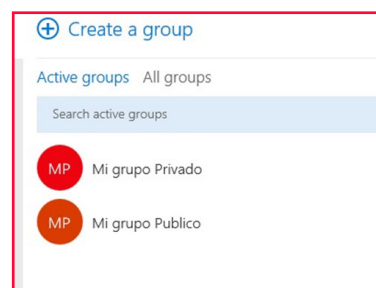 Create a group
Active groups All groups
Search active groups
MP Mi grupo Privado
MP Mi grupo Publico